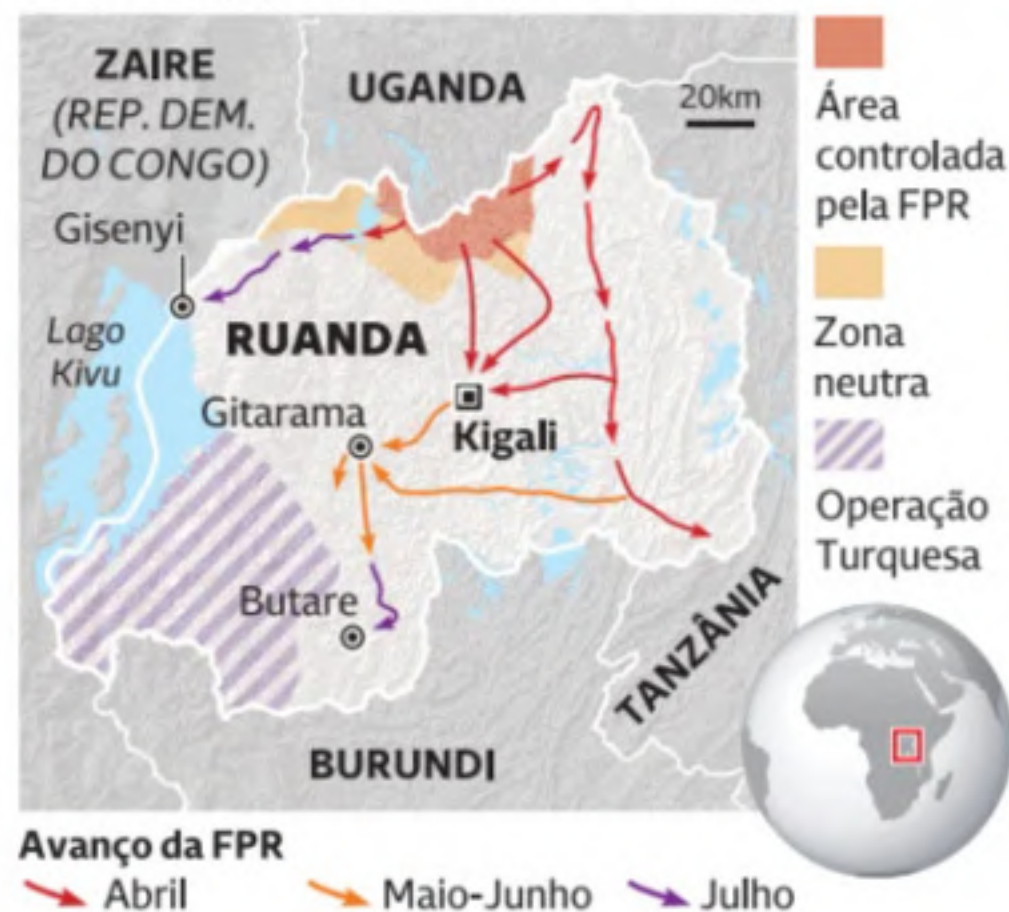 ZAIRE
(REP. DEM.
DO CONGO)
UGANDA
20km
Gisenyi
Lago
Kivu
RUANDA
Gitarama
Kigali
Butare
TANZÂNIA
BURUNDI
Área
controlada
pela FPR
Zona
neutra
Operação
Turquesa
Avanço da FPR
Abril
Maio-Junho
Julho